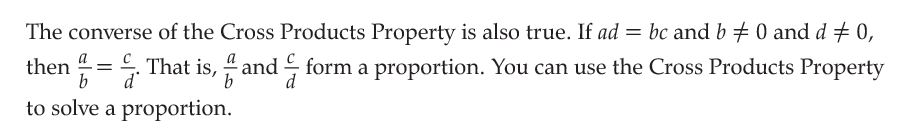 The converse of the Cross Products Property is also true. If ad = bc and b ≠ 0 and d ≠ 0,
then a/b = c/d. That is, a/b and c/d form a proportion. You can use the Cross Products Property
to solve a proportion.